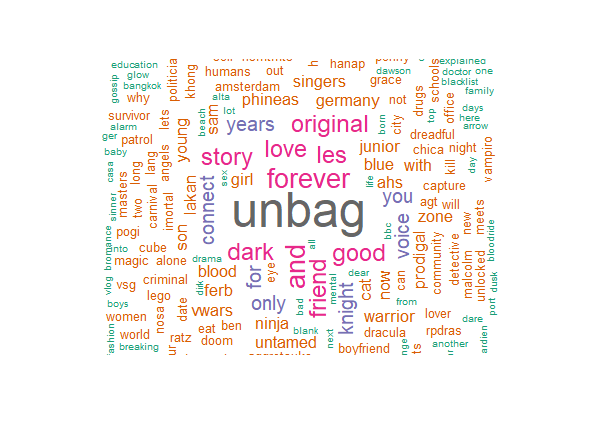 education
glow
bangkok
gossip
why
politicia
khong
humans
out
hanap
penny
dawson
explained
doctor one
blacklist
family
amsterdam
singers
grace
schools
drugs
survivor
alarm
ger
patrol
baby
lets
young
sam
alta
phineas
germany
not
city
office
top
days
here
arrow
beach
lot
years
original
born
junior
dreadful
chica night
story
love
les
blue
with
kill
day
vampiro
casa
sinner
masters
long
two
lang
carnival
angels
imortal
lakan
connect
girl
sex
forever
life
ahs
capture
you
agt will
unbag
voice
zone
bbc
prodigal
community
detective
malcolm
new
meets
unlocked
bloodride
dusk
port
bromance
vlog
into
pogi
cube
magic alone
son
dark
and
all
good
drama
blood
for
eye
friend
mental
dear
cat
now
can
vsg
criminal
ferb
dirk
only
bad
knight
from
boys
women
lego
nosa
date
vwars
ninja
blank
warrior
lover
dare
world
breaking
fashion
ur
ratz
eat
ben
doom
untamed
next
dracula
rpdras
another
boyfriend
ts
ardien